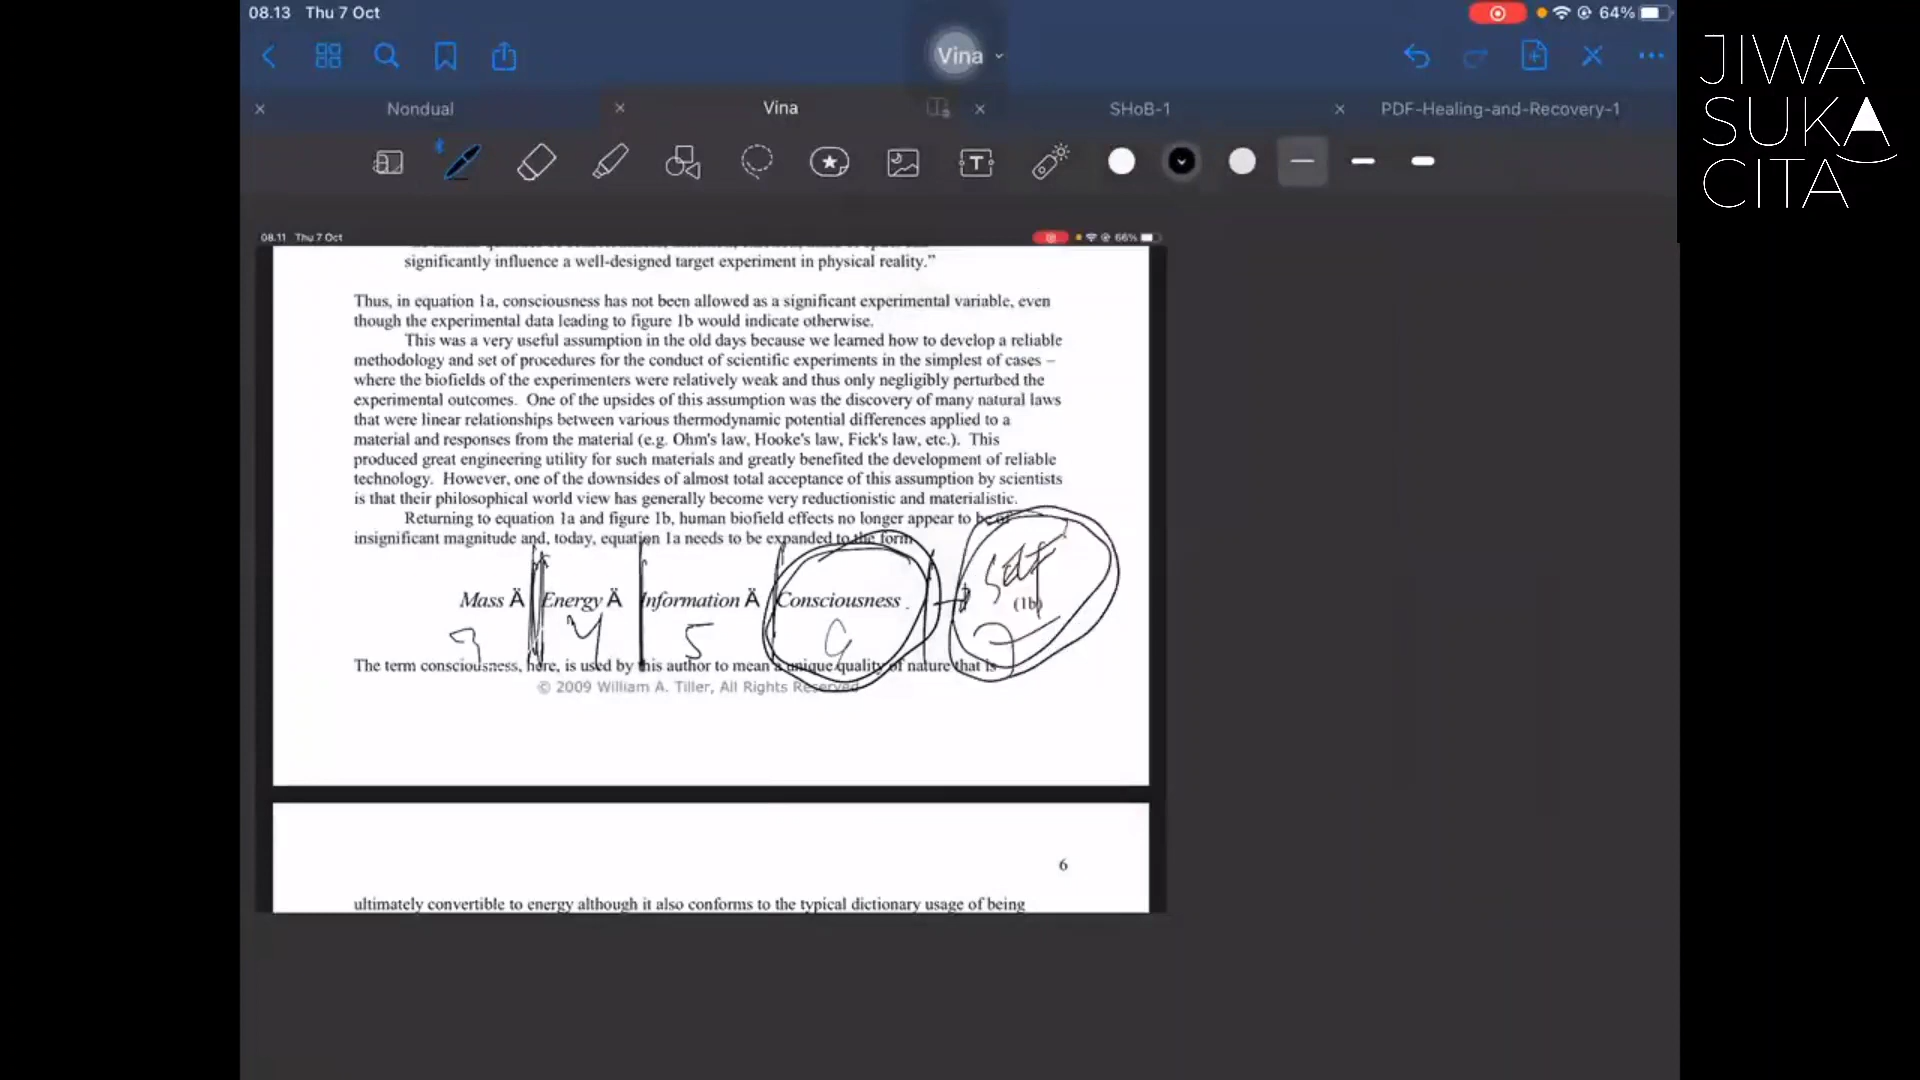 08.13 Thu 7 Oct
64%
JIWA
SUKA
CITA
Vina
Nondual
Vina
SHoB-1
PDF-Healing-and-Recovery-1
T
08.11 Thu 7 Oct
66%
significantly influence a well-designed target experiment in physical reality.”
Thus, in equation 1a, consciousness has not been allowed as a significant experimental variable, even
though the experimental data leading to figure 1b would indicate otherwise.
This was a very useful assumption in the old days because we learned how to develop a reliable
methodology and set of procedures for the conduct of scientific experiments in the simplest of cases –
where the biofields of the experimenters were relatively weak and thus only negligibly perturbed the
experimental outcomes. One of the upsides of this assumption was the discovery of many natural laws
that were linear relationships between various thermodynamic potential differences applied to a
material and responses from the material (e.g. Ohm's law, Hooke's law, Fick's law, etc.). This
produced great engineering utility for such materials and greatly benefited the development of reliable
technology. However, one of the downsides of almost total acceptance of this assumption by scientists
is that their philosophical world view has generally become very reductionistic and materialistic.
Returning to equation 1a and figure 1b, human biofield effects no longer appear to be of
insignificant magnitude and, today, equation 1a needs to be expanded to the form
Self
Mass Ä Energy Ä Information Ä Consciousness . (1b)
3 4 5
The term consciousness, here, is used by this author to mean a unique quality of nature that is
© 2009 William A. Tiller, All Rights Reserved
6
ultimately convertible to energy although it also conforms to the typical dictionary usage of being